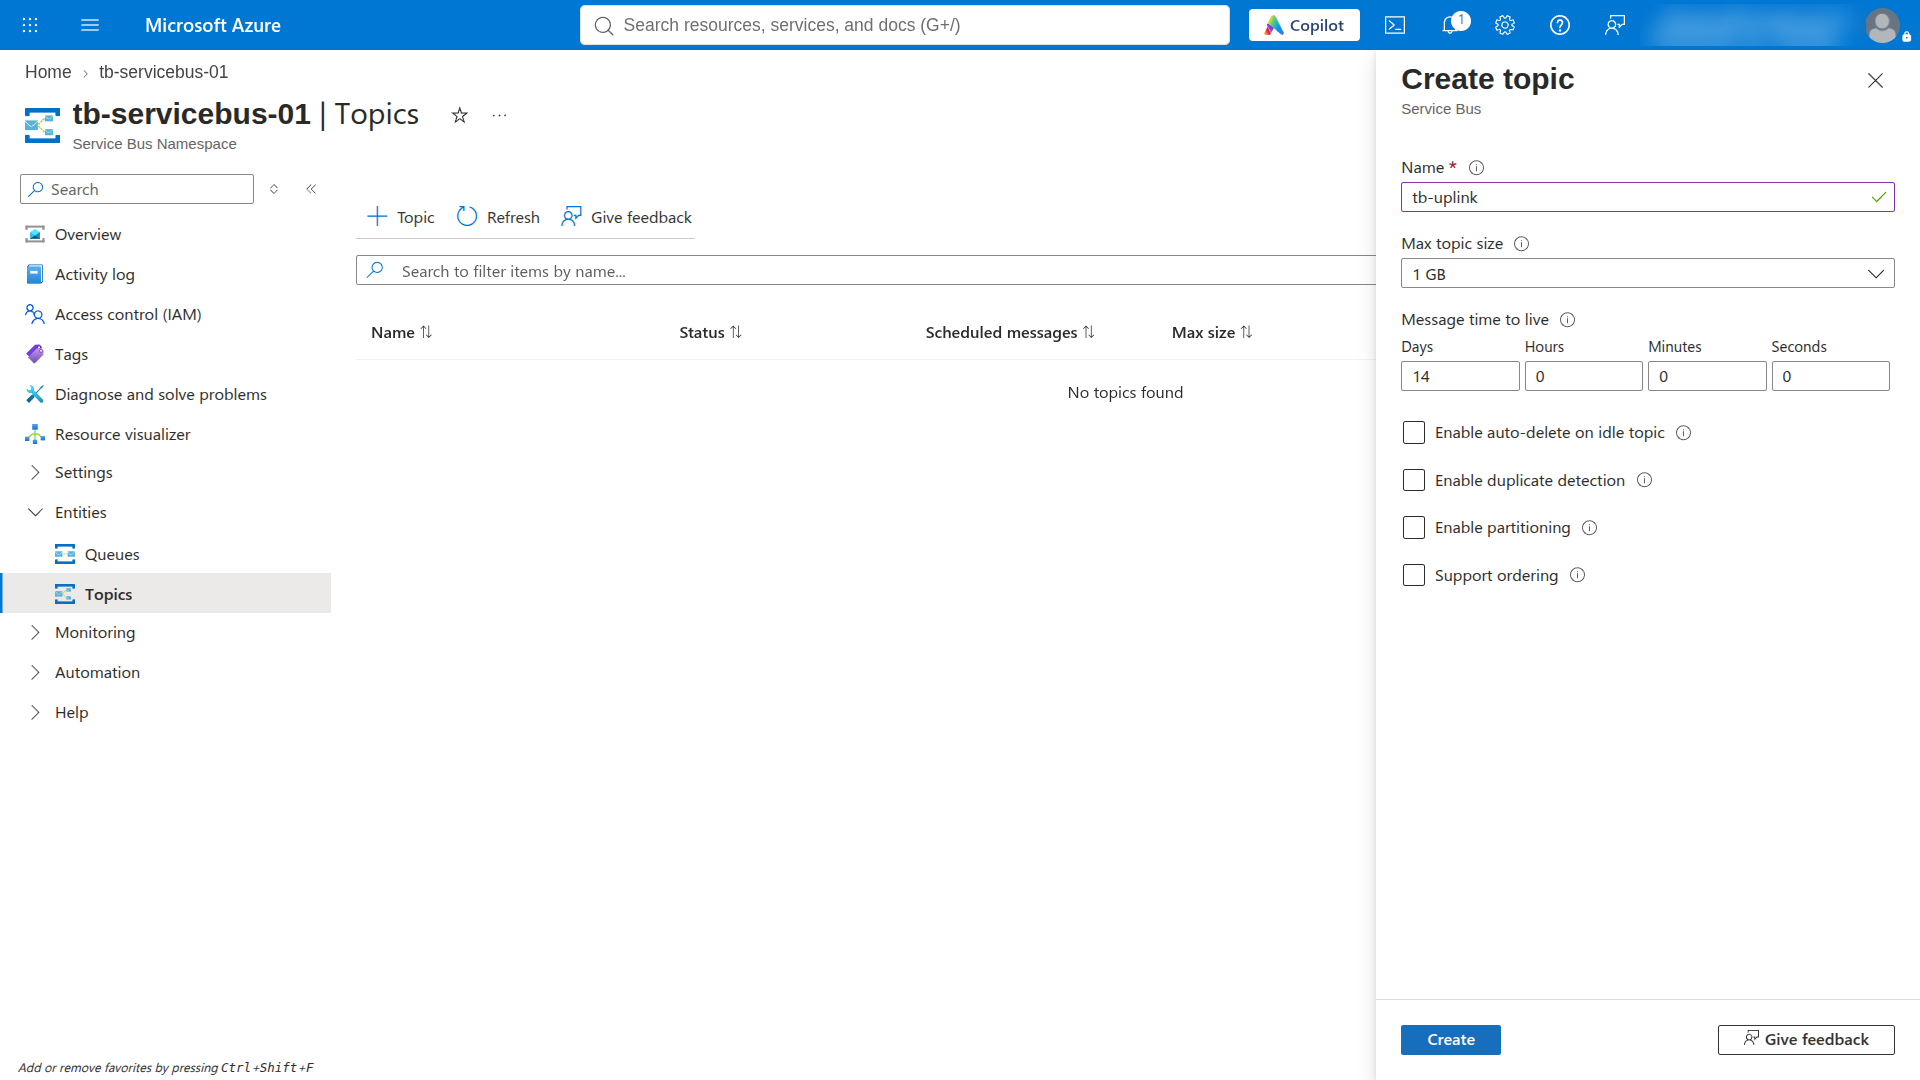 Microsoft Azure
Search resources, services, and docs (G+/)
Copilot
1
Home › tb-servicebus-01
tb-servicebus-01 | Topics
Service Bus Namespace
Search
Overview
Activity log
Access control (IAM)
Tags
Diagnose and solve problems
Resource visualizer
Settings
Entities
Queues
Topics
Monitoring
Automation
Help
Add or remove favorites by pressing Ctrl+Shift+F
Topic
Refresh
Give feedback
Search to filter items by name...
Name
Status
Scheduled messages
Max size
No topics found
Create topic
Service Bus
Name *
tb-uplink
Max topic size
1 GB
Message time to live
Days
Hours
Minutes
Seconds
14
0
0
0
Enable auto-delete on idle topic
Enable duplicate detection
Enable partitioning
Support ordering
Create
Give feedback